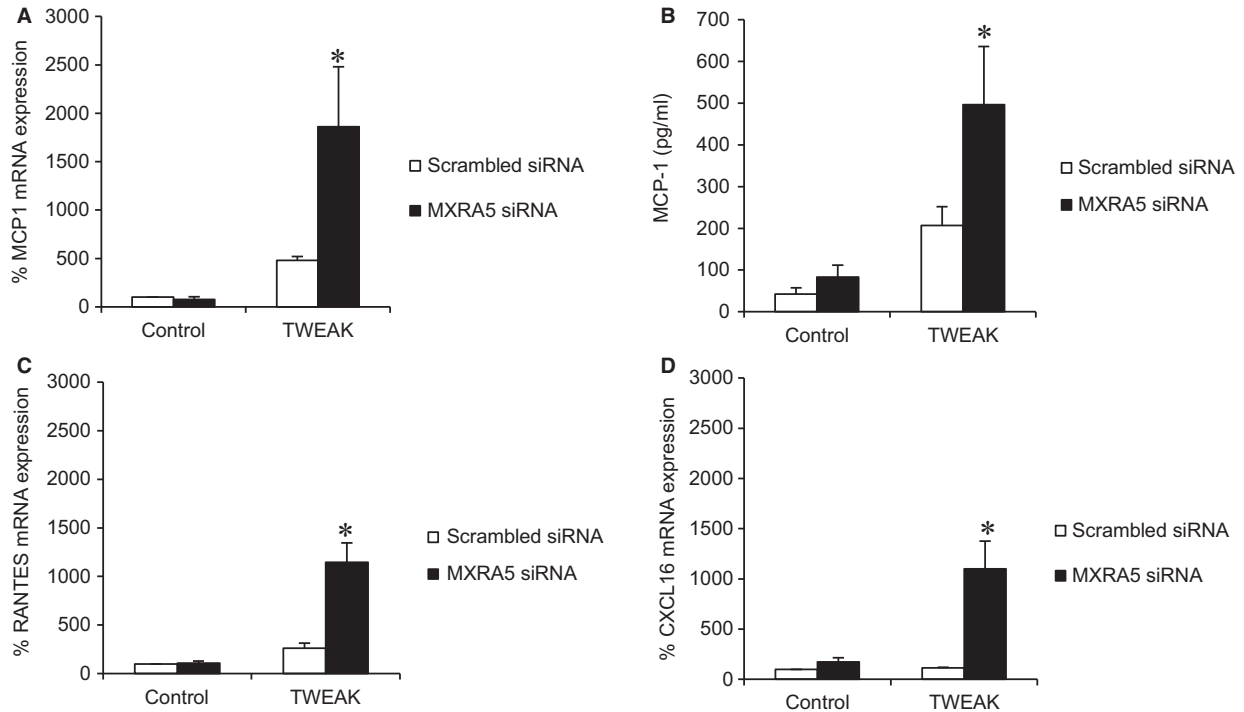 A
% MCP1 mRNA expression
3000
2500
2000
1500
1000
500
0
*
Control
TWEAK
Scrambled siRNA
MXRA5 siRNA
B
MCP-1 (pg/ml)
700
600
500
400
300
200
100
0
*
Control
TWEAK
Scrambled siRNA
MXRA5 siRNA
C
% RANTES mRNA expression
3000
2500
2000
1500
1000
500
0
*
Control
TWEAK
Scrambled siRNA
MXRA5 siRNA
D
% CXCL16 mRNA expression
3000
2500
2000
1500
1000
500
0
*
Control
TWEAK
Scrambled siRNA
MXRA5 siRNA